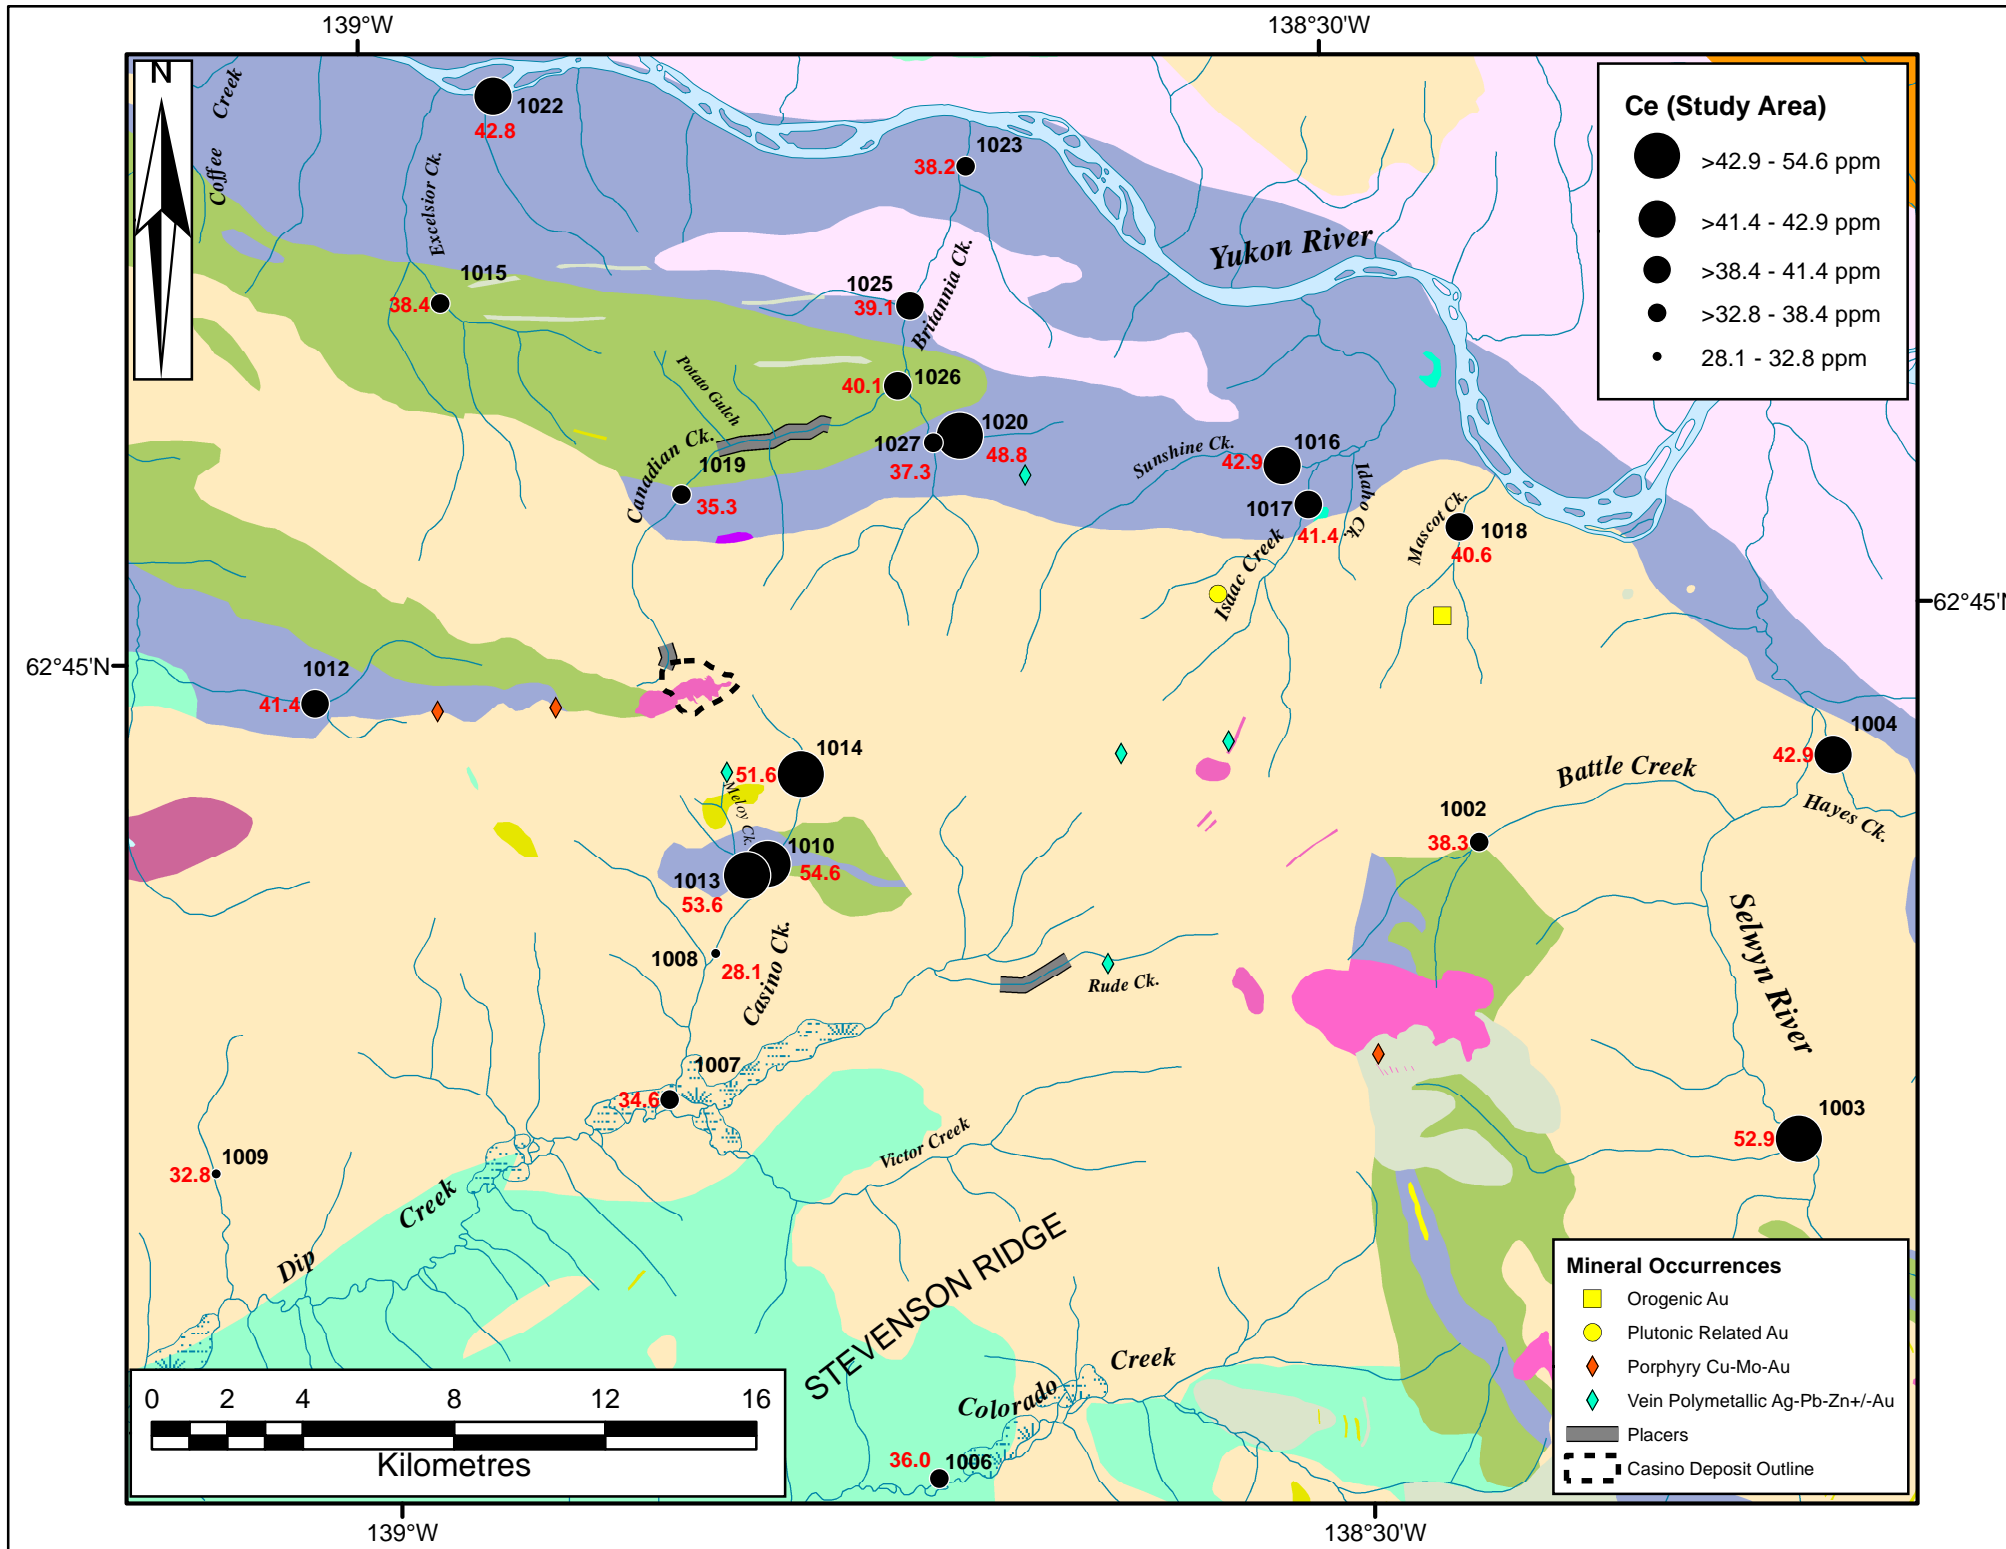 139°W
138°30'W
N
Coffee Creek
Excelsior Ck.
1022
42.8
1023
38.2
Ce (Study Area)
>42.9 - 54.6 ppm
>41.4 - 42.9 ppm
>38.4 - 41.4 ppm
>32.8 - 38.4 ppm
28.1 - 32.8 ppm
Yukon River
1015
38.4
1025
39.1
Britannia Ck.
Potato Gulch
1026
40.1
Canadian Ck.
1019
35.3
1027
37.3
1020
48.8
Sunshine Ck.
1016
42.9
1017
41.4
Idaho Ck.
Isaac Creek
Mascot Ck.
1018
40.6
62°45'N
62°45'N
1012
41.4
1014
51.6
Meloy Ck.
1010
54.6
1013
53.6
1008
28.1
Casino Ck.
Rude Ck.
Battle Creek
1002
38.3
1004
42.9
Hayes Ck.
Selwyn River
1007
34.6
1009
32.8
1003
52.9
Victor Creek
Dip Creek
STEVENSON RIDGE
Colorado Creek
36.0
1006
0 2 4 8 12 16
Kilometres
Mineral Occurrences
Orogenic Au
Plutonic Related Au
Porphyry Cu-Mo-Au
Vein Polymetallic Ag-Pb-Zn+/-Au
Placers
Casino Deposit Outline
139°W
138°30'W